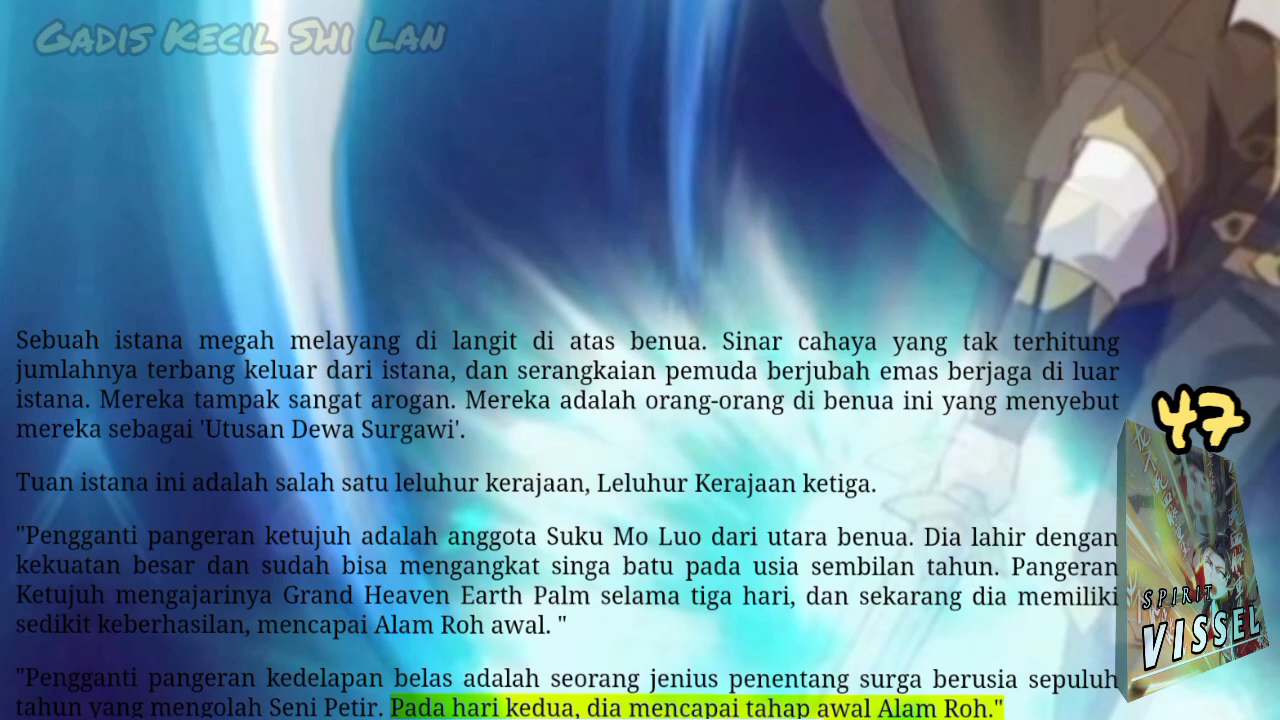 Gadis Kecil Shi Lan
Sebuah istana megah melayang di langit di atas benua. Sinar cahaya yang tak terhitung
jumlahnya terbang keluar dari istana, dan serangkaian pemuda berjubah emas berjaga di luar
istana. Mereka tampak sangat arogan. Mereka adalah orang-orang di benua ini yang menyebut
mereka sebagai 'Utusan Dewa Surgawi'.
Tuan istana ini adalah salah satu leluhur kerajaan, Leluhur Kerajaan ketiga.
"Pengganti pangeran ketujuh adalah anggota Suku Mo Luo dari utara benua. Dia lahir dengan
kekuatan besar dan sudah bisa mengangkat singa batu pada usia sembilan tahun. Pangeran
Ketujuh mengajarinya Grand Heaven Earth Palm selama tiga hari, dan sekarang dia memiliki
sedikit keberhasilan, mencapai Alam Roh awal. "
"Pengganti pangeran kedelapan belas adalah seorang jenius penentang surga berusia sepuluh
tahun yang mengolah Seni Petir. Pada hari kedua, dia mencapai tahap awal Alam Roh."
47
SPIRIT
VISSEL